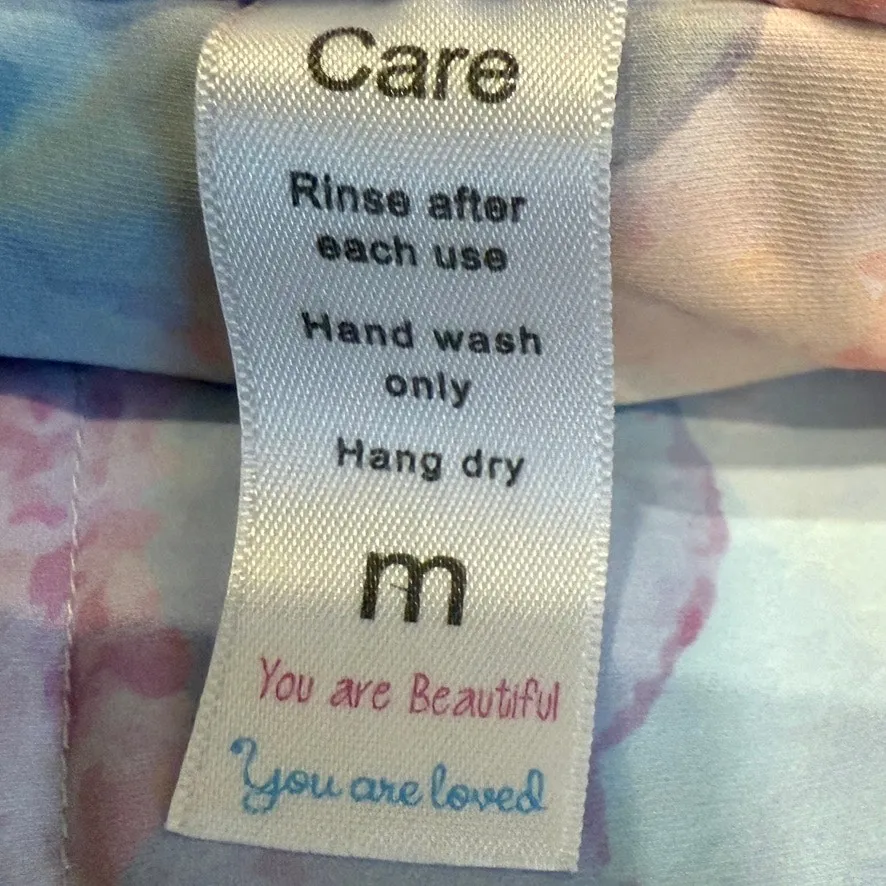 Care
Rinse after
each use
Hand wash
only
Hang dry
m
You are Beautiful
You are loved